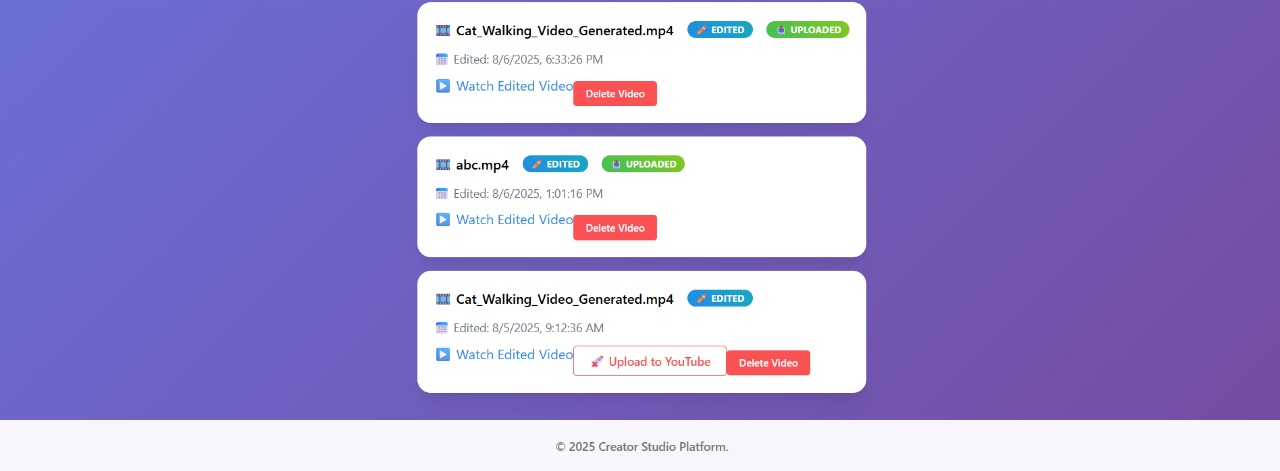 Cat_Walking_Video_Generated.mp4 EDITED UPLOADED
Edited: 8/6/2025, 6:33:26 PM
Watch Edited Video Delete Video
abc.mp4 EDITED UPLOADED
Edited: 8/6/2025, 1:01:16 PM
Watch Edited Video Delete Video
Cat_Walking_Video_Generated.mp4 EDITED
Edited: 8/5/2025, 9:12:36 AM
Watch Edited Video Upload to YouTube Delete Video
© 2025 Creator Studio Platform.